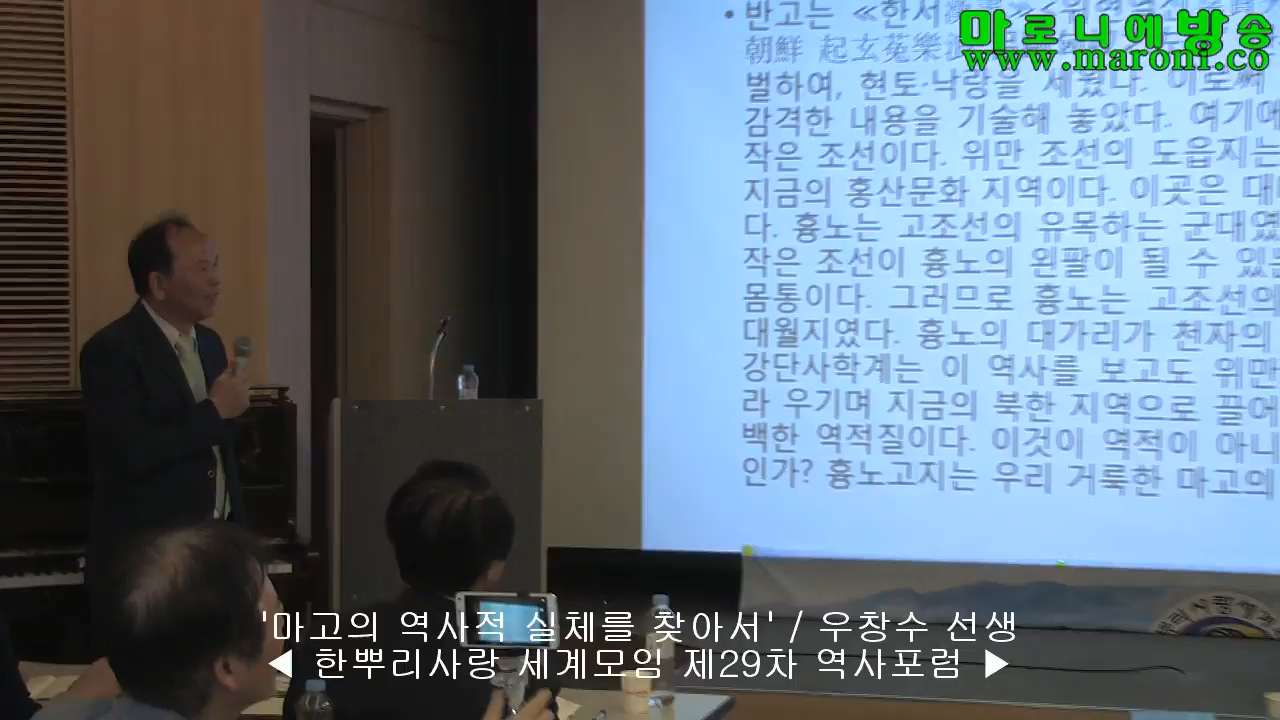 마로니에방송
www.maroni.co
• 반고는 ≪한서
朝鮮 起玄菟樂
벌하여, 현토·낙랑을 세웠다. 이로써
감격한 내용을 기술해 놓았다. 여기에
작은 조선이다. 위만 조선의 도읍지는
지금의 홍산문화 지역이다. 이곳은 대
다. 흉노는 고조선의 유목하는 군대였
작은 조선이 흉노의 왼팔이 될 수 있
몸통이다. 그러므로 흉노는 고조선의
대월지였다. 흉노의 대가리가 천자의
강단사학계는 이 역사를 보고도 위만
라 우기며 지금의 북한 지역으로 끌어
백한 역적질이다. 이것이 역적이 아니
인가? 흉노고지는 우리 거룩한 마고의
'마고의 역사적 실체를 찾아서' / 우창수 선생
◀ 한뿌리사랑 세계모임 제29차 역사포럼 ▶